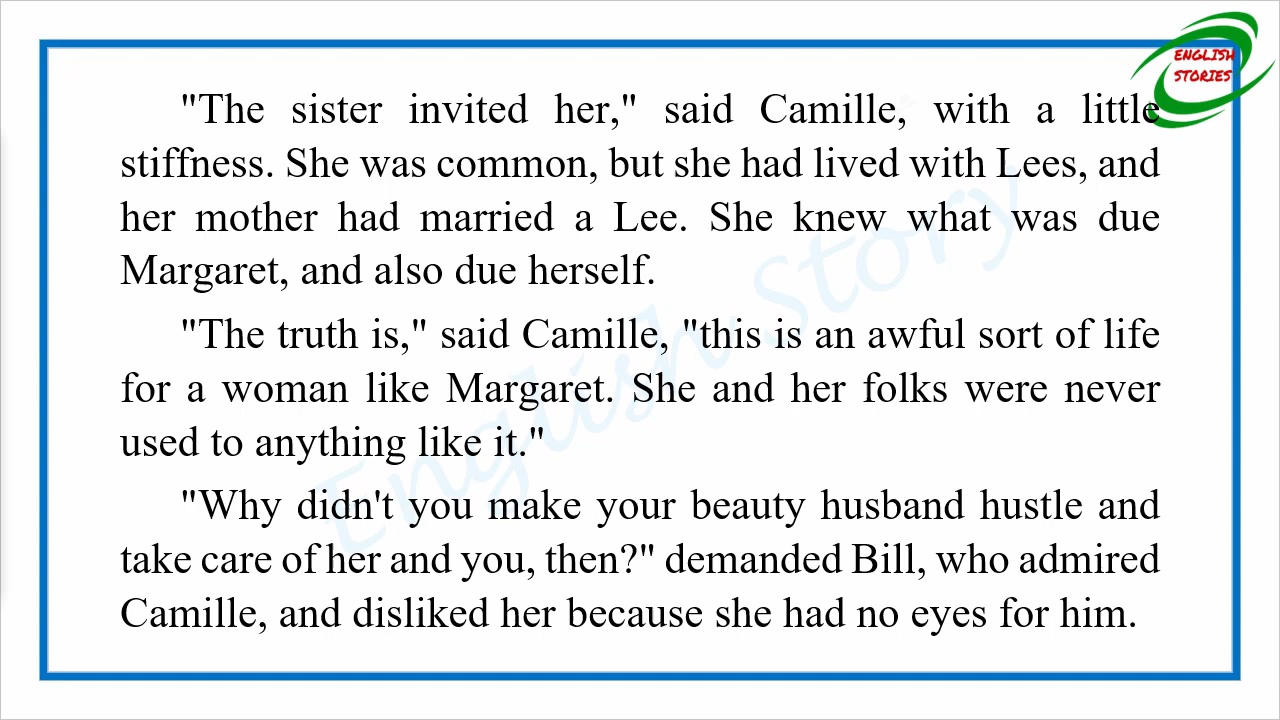 ENGLISH
STORIES
"The sister invited her," said Camille, with a little
stiffness. She was common, but she had lived with Lees, and
her mother had married a Lee. She knew what was due
Margaret, and also due herself.
"The truth is," said Camille, "this is an awful sort of life
for a woman like Margaret. She and her folks were never
used to anything like it."
"Why didn't you make your beauty husband hustle and
take care of her and you, then?" demanded Bill, who admired
Camille, and disliked her because she had no eyes for him.
English Story